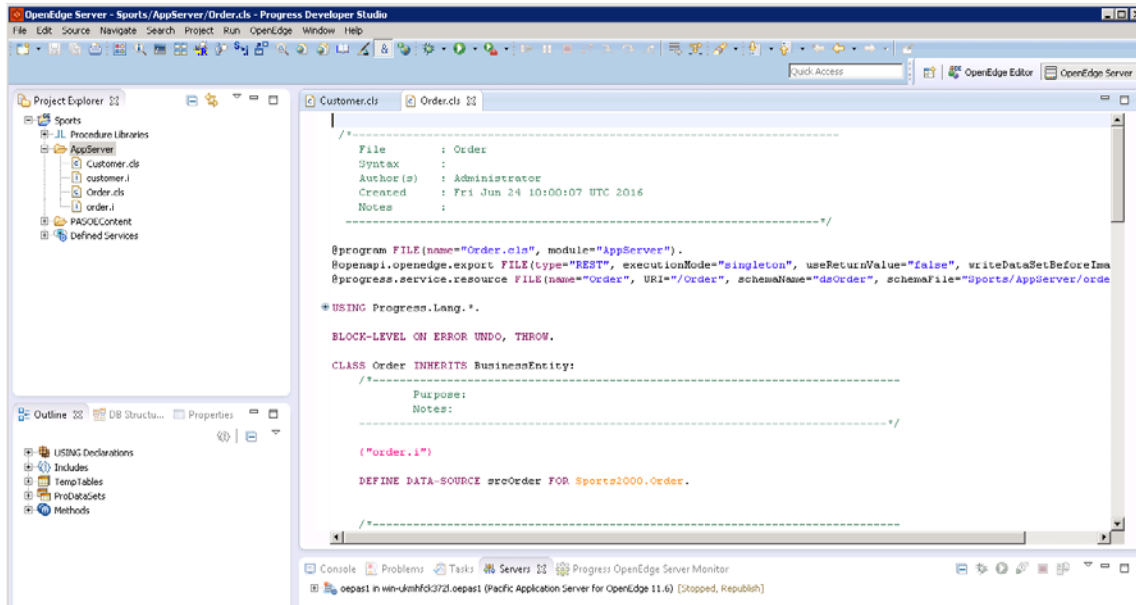 OpenEdge Server - Sports/AppServer/Order.cls - Progress Developer Studio
File Edit Source Navigate Search Project Run OpenEdge Window Help
Quick Access
OpenEdge Editor
OpenEdge Server
Project Explorer
Sports
Procedure Libraries
AppServer
Customer.cls
customer.i
Order.cls
order.i
PASOEContent
Defined Services
Customer.cls
Order.cls
/*------------------------------------------------------------------------
File : Order
Syntax :
Author(s) : Administrator
Created : Fri Jun 24 10:00:07 UTC 2016
Notes :
----------------------------------------------------------------------*/
@program FILE(name="Order.cls", module="AppServer").
@openapi.openedge.export FILE(type="REST", executionMode="singleton", useReturnValue="false", writeDataSetBeforeIma
@progress.service.resource FILE(name="Order", URI="/Order", schemaName="dsOrder", schemaFile="Sports/AppServer/orde
USING Progress.Lang.*.
BLOCK-LEVEL ON ERROR UNDO, THROW.
CLASS Order INHERITS BusinessEntity:
/*------------------------------------------------------------------------------
Purpose:
Notes:
------------------------------------------------------------------------------*/
("order.i")
DEFINE DATA-SOURCE srcOrder FOR Sports2000.Order.
/*------------------------------------------------------------------------------
Outline
DB Structu...
Properties
USING Declarations
Includes
TempTables
ProDataSets
Methods
Console
Problems
Tasks
Servers
Progress OpenEdge Server Monitor
oepas1 in win-ukmhfck372l.oepas1 (Pacific Application Server for OpenEdge 11.6) [Stopped, Republish]